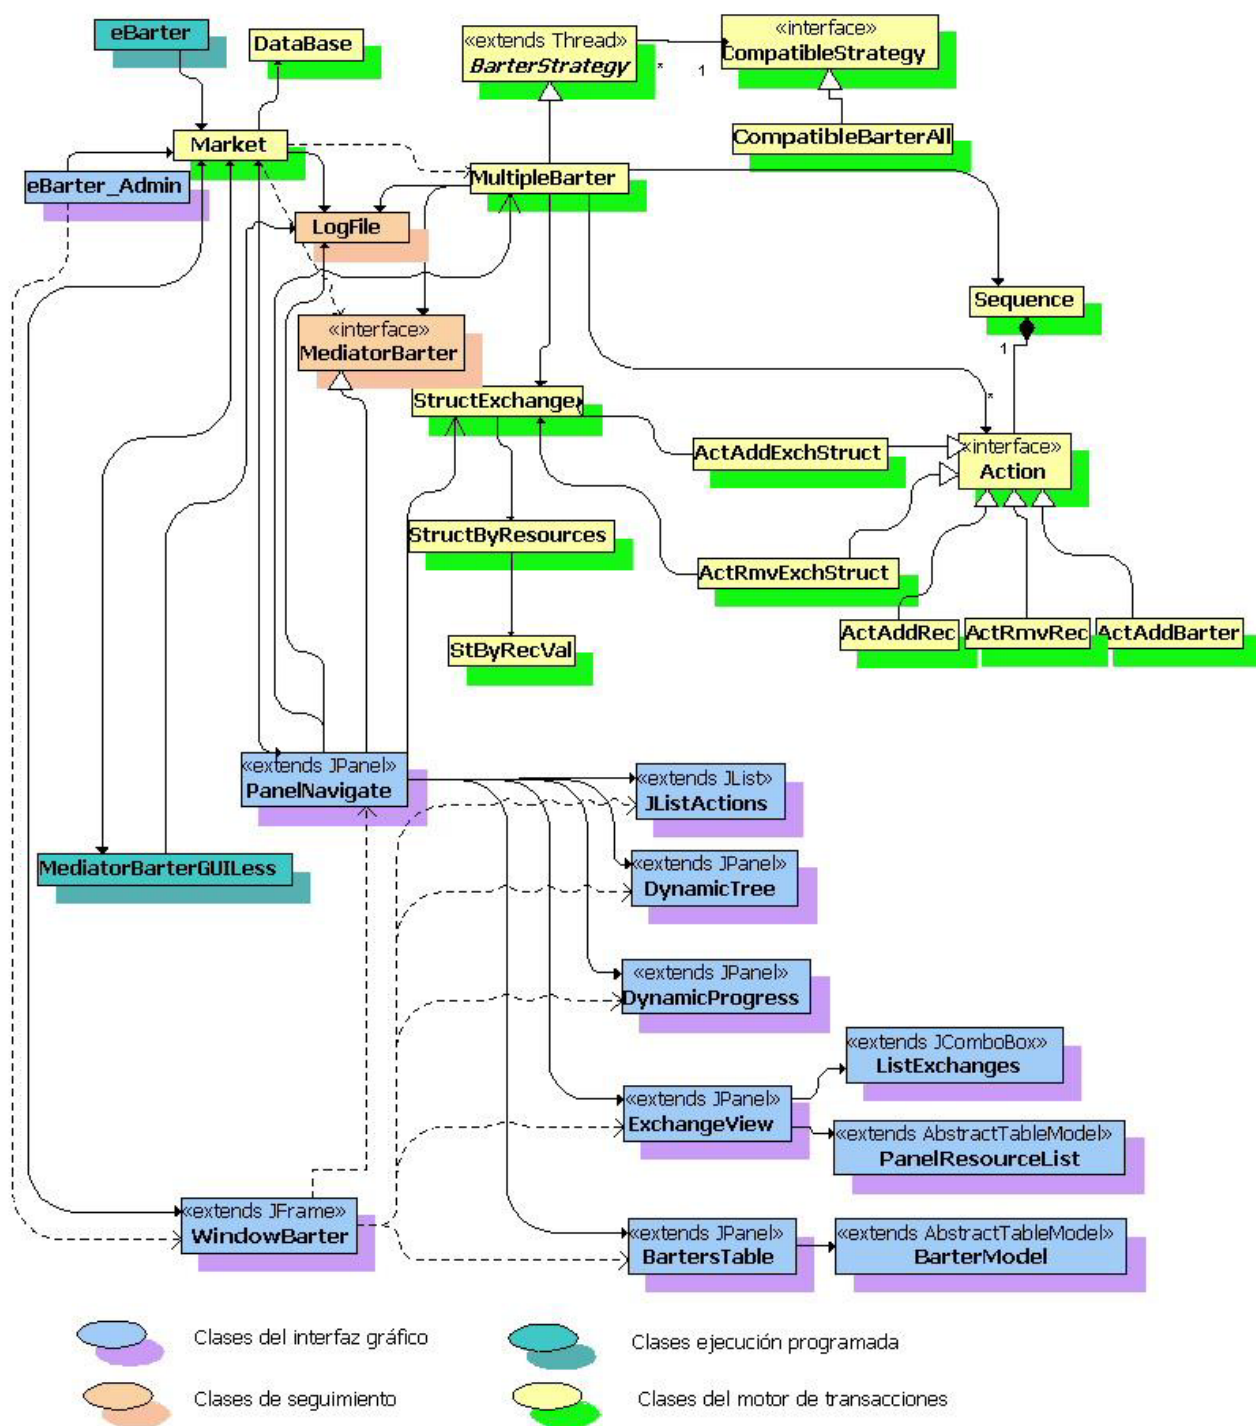 eBarter
DataBase
«extends Thread»
BarterStrategy
*
1
«interface»
CompatibleStrategy
CompatibleBarterAll
Market
eBarter_Admin
MultipleBarter
LogFile
Sequence
1
*
«interface»
MediatorBarter
StructExchange
ActAddExchStruct
«interface»
Action
StructByResources
ActRmvExchStruct
StByRecVal
ActAddRec
ActRmvRec
ActAddBarter
«extends JPanel»
PanelNavigate
«extends JList»
JListActions
MediatorBarterGUILess
«extends JPanel»
DynamicTree
«extends JPanel»
DynamicProgress
«extends JComboBox»
ListExchanges
«extends JPanel»
ExchangeView
«extends AbstractTableModel»
PanelResourceList
«extends JFrame»
WindowBarter
«extends JPanel»
BartersTable
«extends AbstractTableModel»
BarterModel
Clases del interfaz gráfico
Clases ejecución programada
Clases de seguimiento
Clases del motor de transacciones